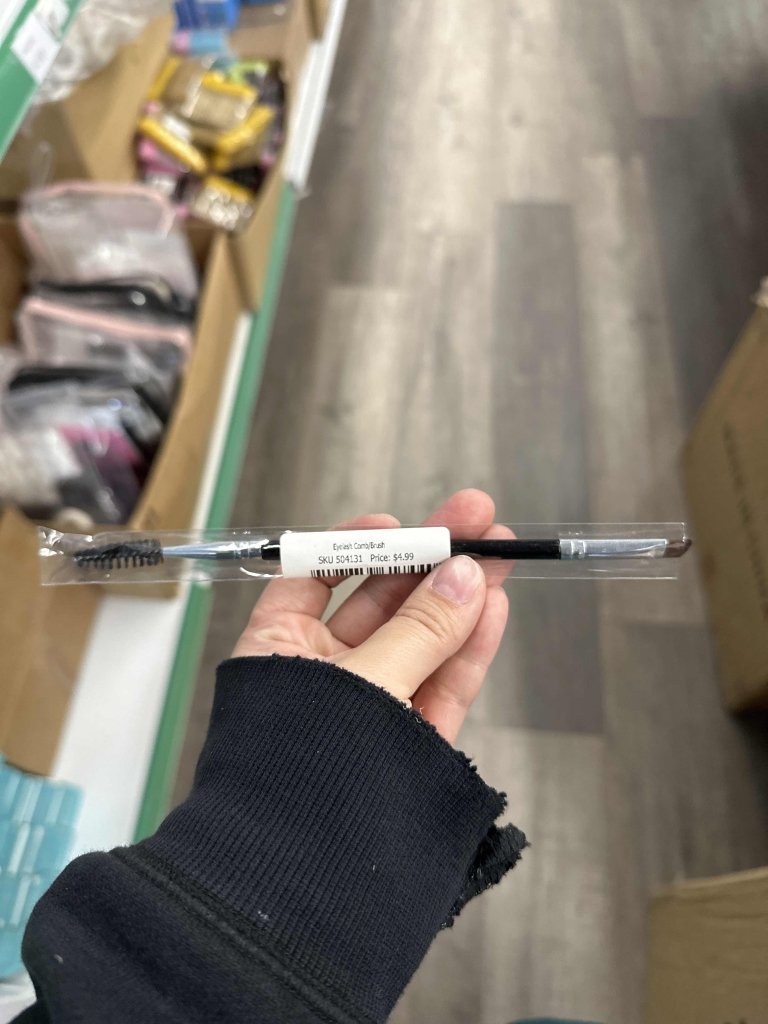 Eyelash Comb/Brush
SKU 504131 Price: $4.99